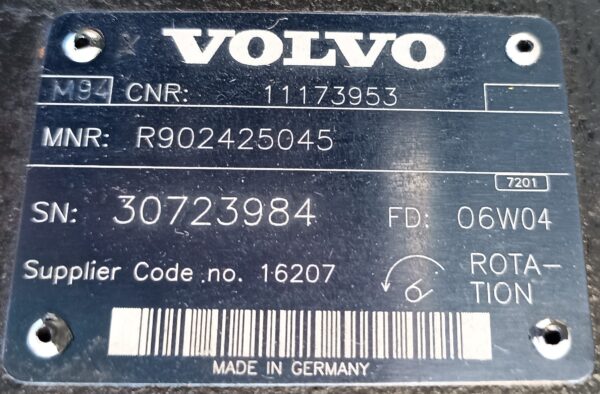 VOLVO
M94 CNR: 11173953
MNR: R902425045
7201
SN: 30723984 FD: 06W04
Supplier Code no. 16207 ROTA-
TION
MADE IN GERMANY